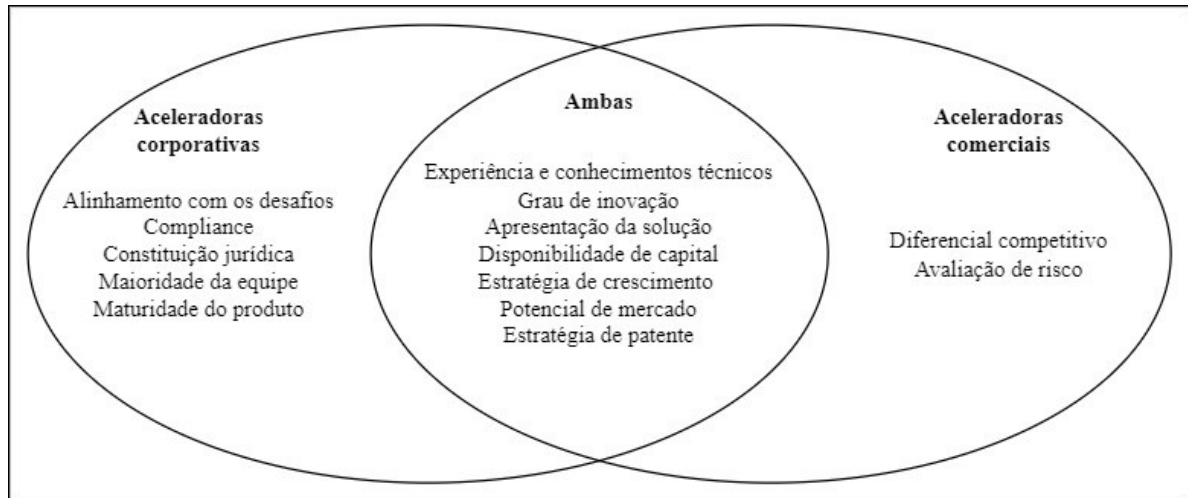 Aceleradoras
corporativas
Alinhamento com os desafíos
Compliance
Constituição jurídica
Maioridade da equipe
Maturidade do produto
Ambas
Experiência e conhecimentos técnicos
Grau de inovação
Apresentação da solução
Disponibilidade de capital
Estratégia de crescimento
Potencial de mercado
Estratégia de patente
Aceleradoras
comerciais
Diferencial competitivo
Avaliação de risco